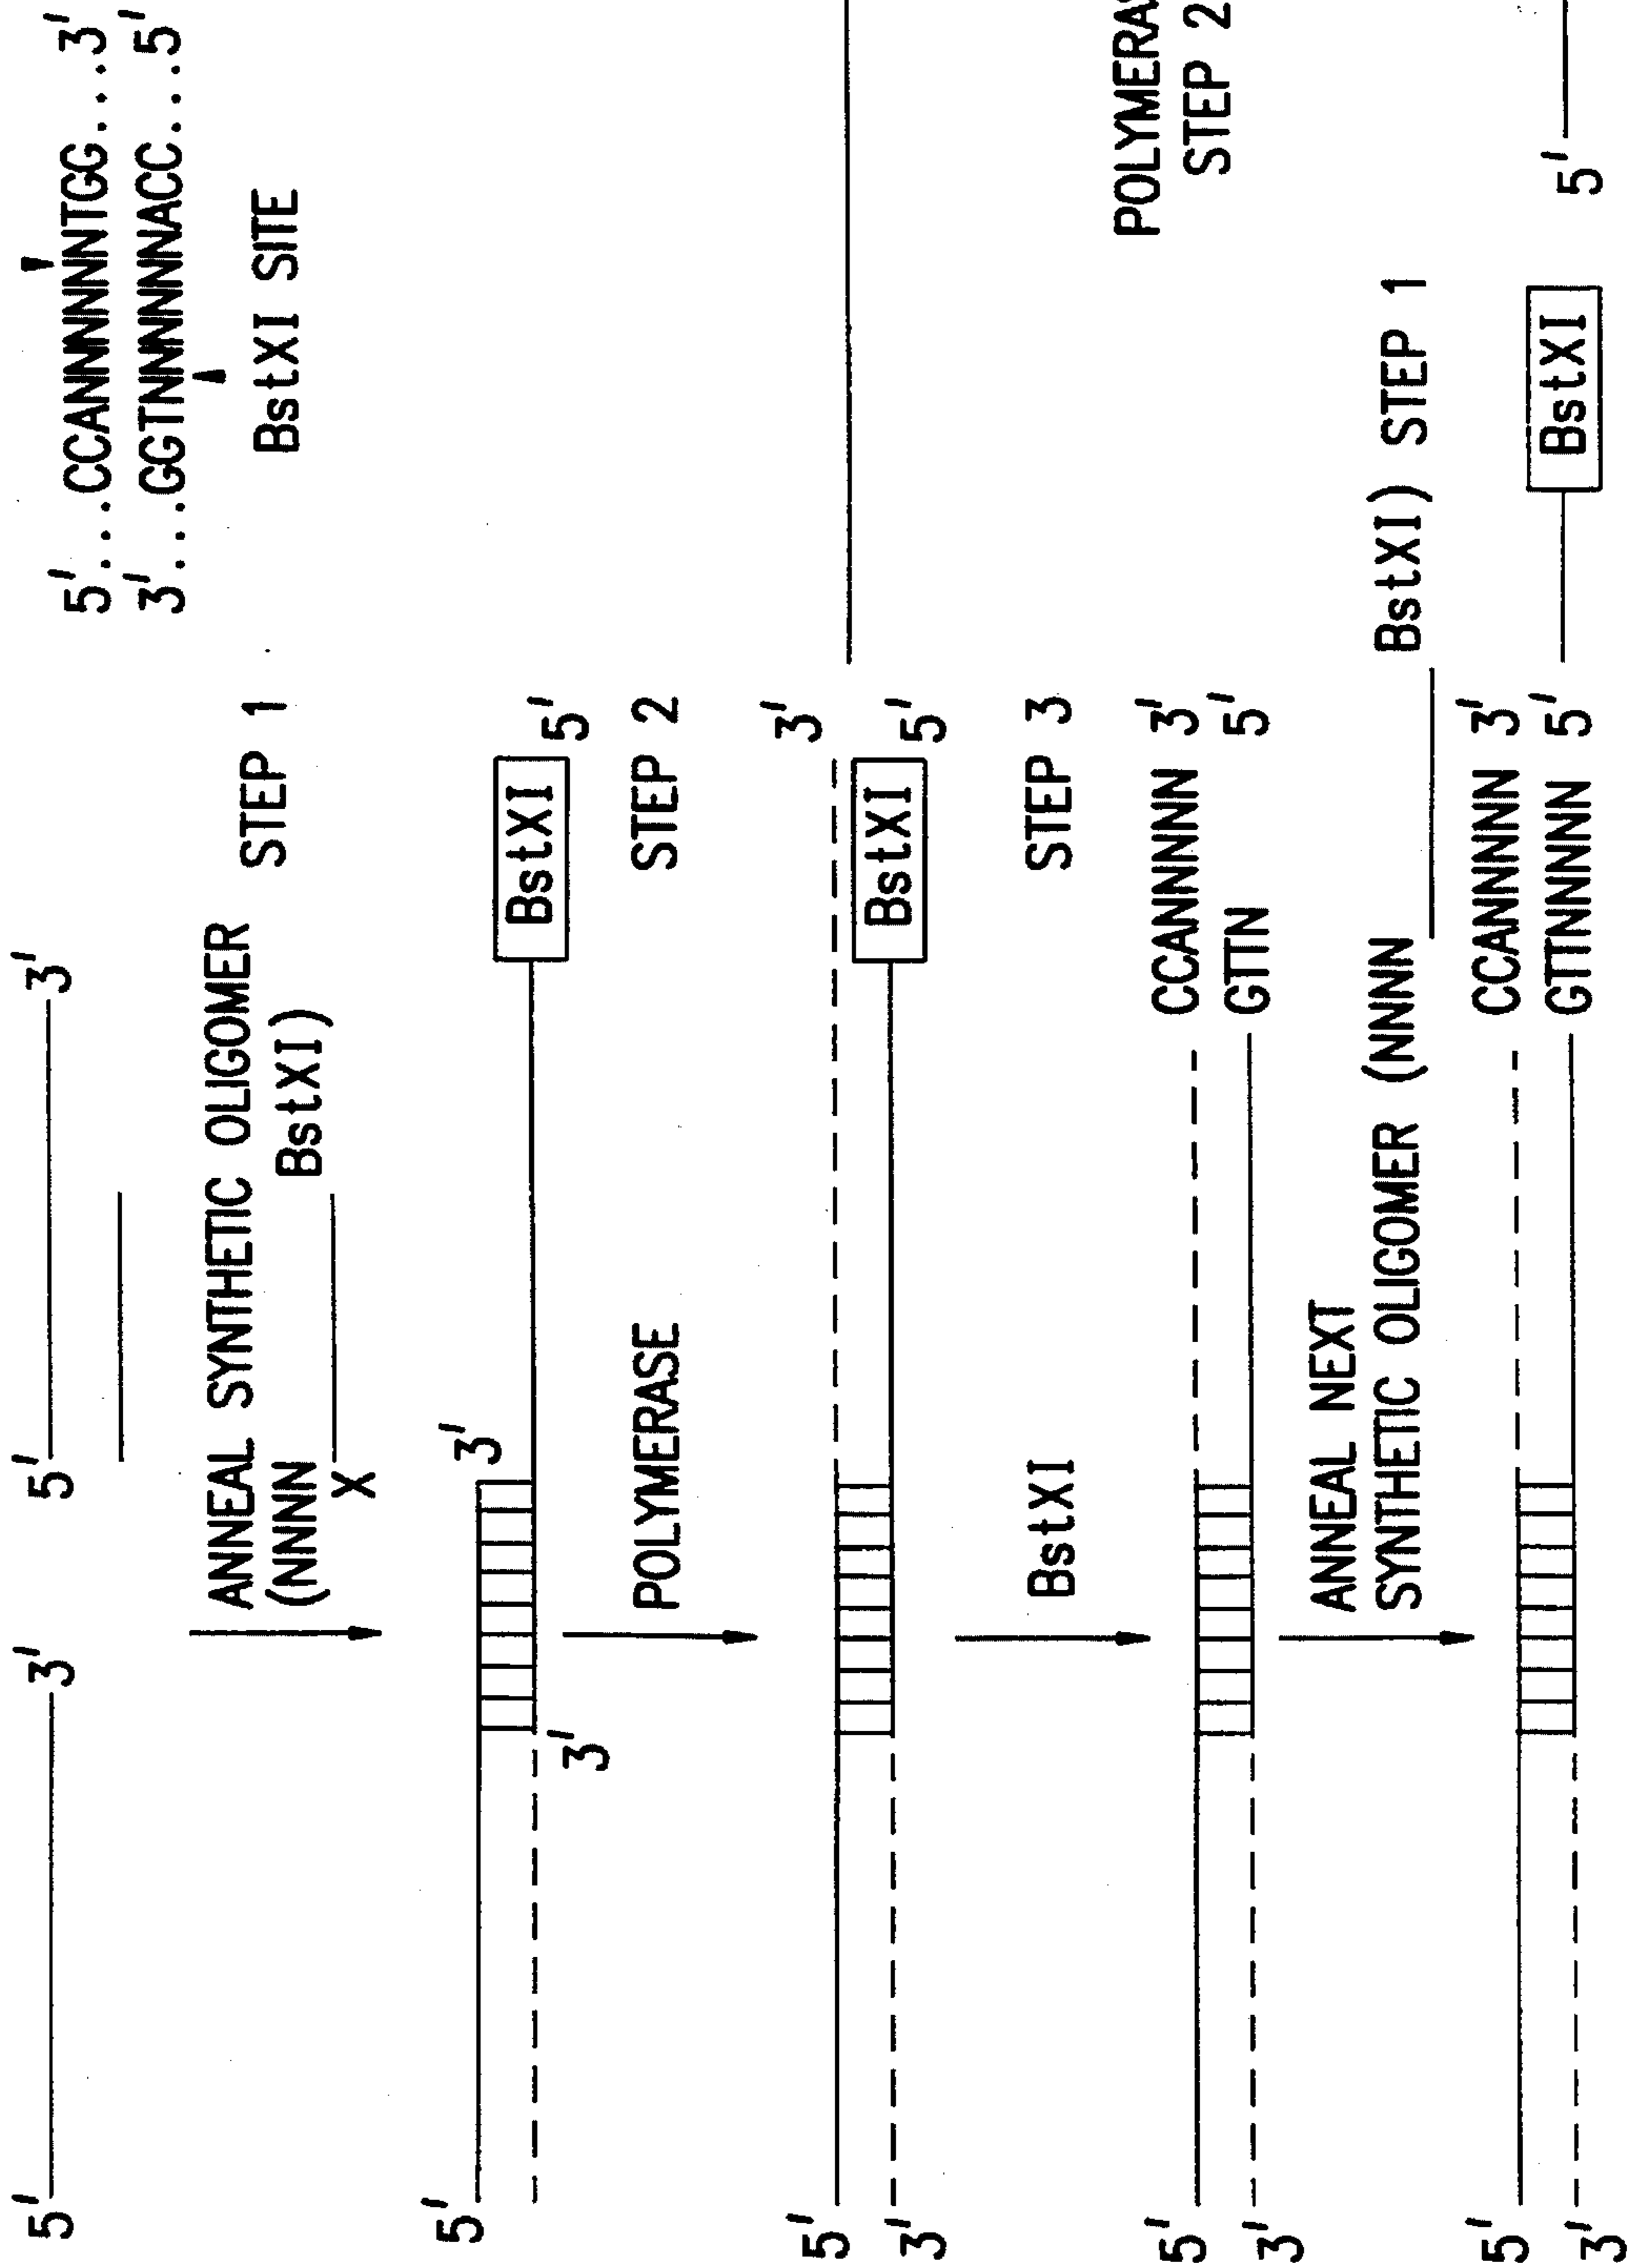 5' 3' 5' 3'
5'...CCANNNNNNTGG...3'
3'...GGTNNNNNNACC...5'
BstXI SITE
ANNEAL SYNTHETIC OLIGOMER
(NNNN BstXI)
X
STEP 1
5' 3'
3' BstXI 5'
POLYMERASE STEP 2
5' 3'
3' BstXI 5'
BstXI STEP 3
5' CCANNNNN 3'
3' GTTN 5'
POLYMERAS
STEP 2
ANNEAL NEXT
SYNTHETIC OLIGOMER (NNNN BstXI) STEP 1
5' CCANNNNN 3'
3' GTTNNNNN 5' BstXI 5'